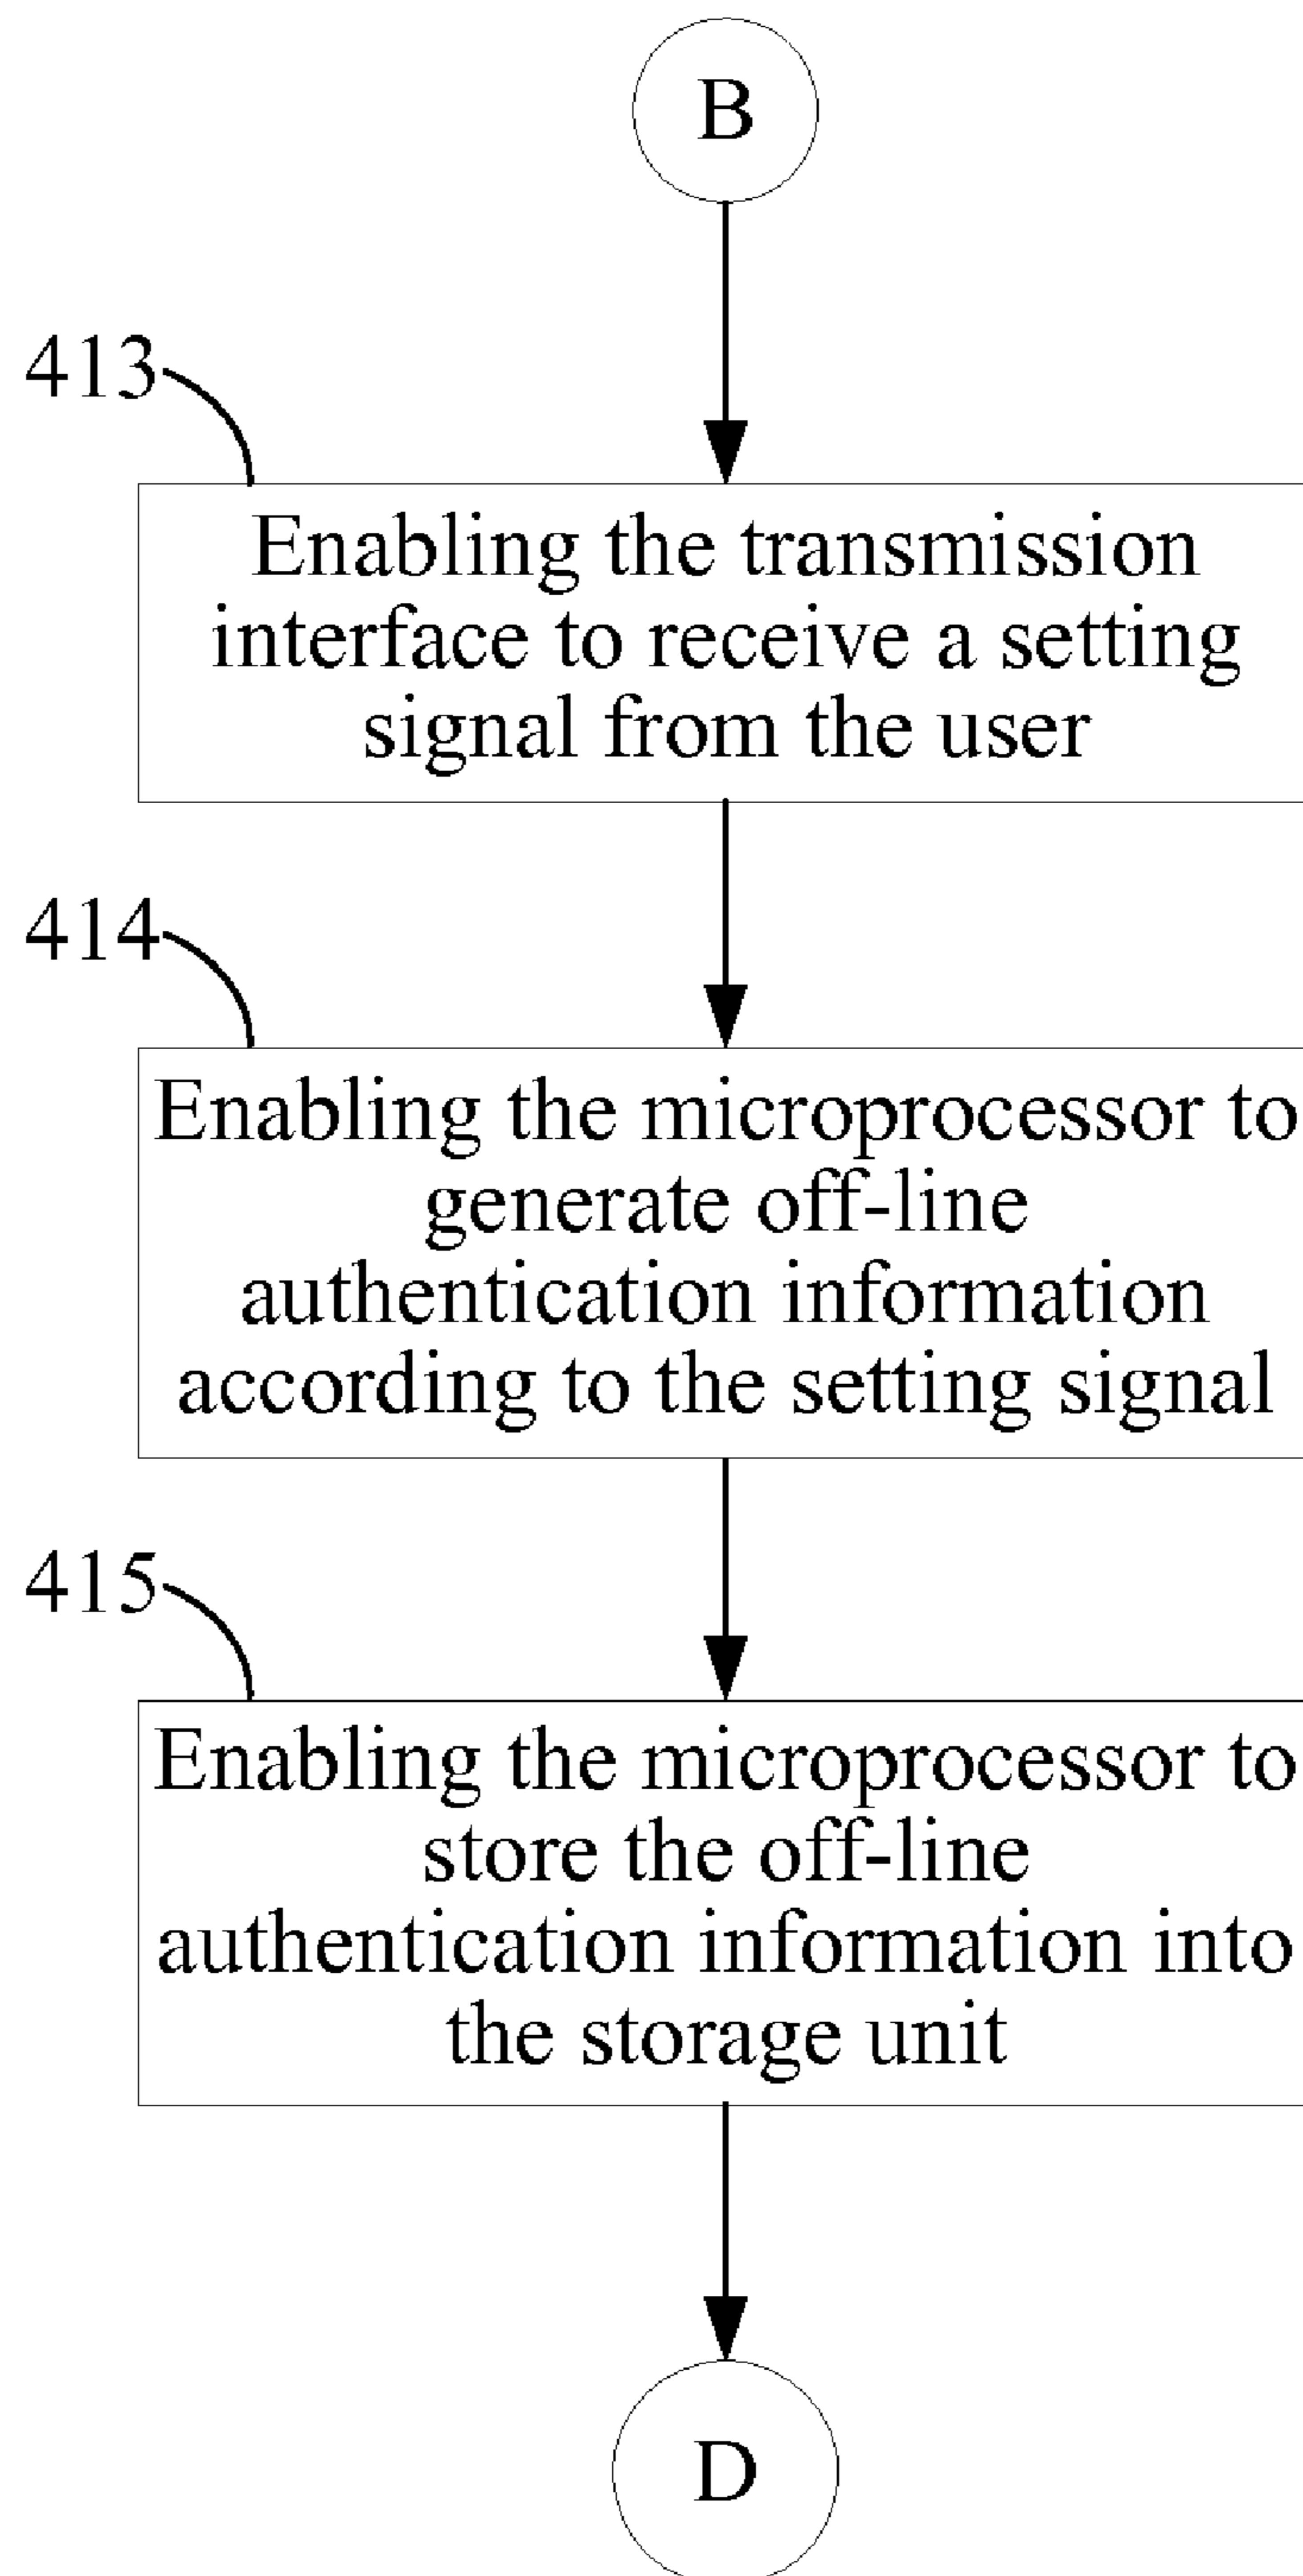 B
413
Enabling the transmission
interface to receive a setting
signal from the user
414
Enabling the microprocessor to
generate off-line
authentication information
according to the setting signal
415
Enabling the microprocessor to
store the off-line
authentication information into
the storage unit
D